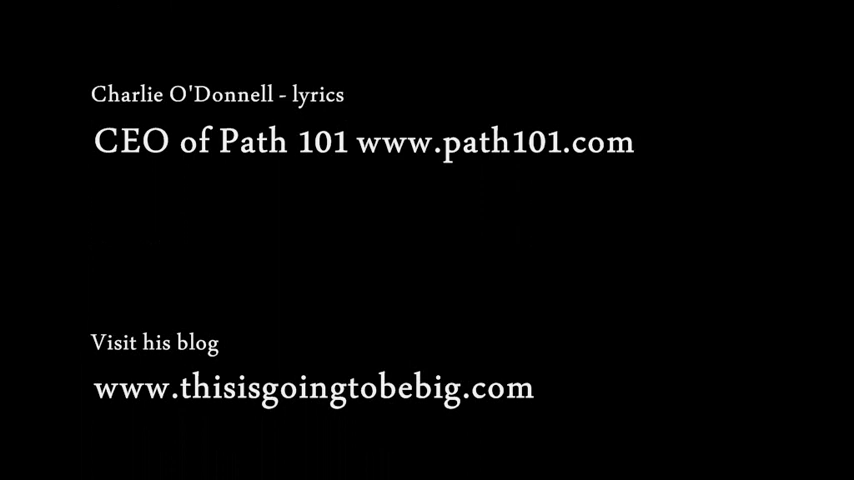 Charlie O'Donnell - lyrics
CEO of Path 101 www.path101.com
Visit his blog
www.thisisgoingtobebig.com